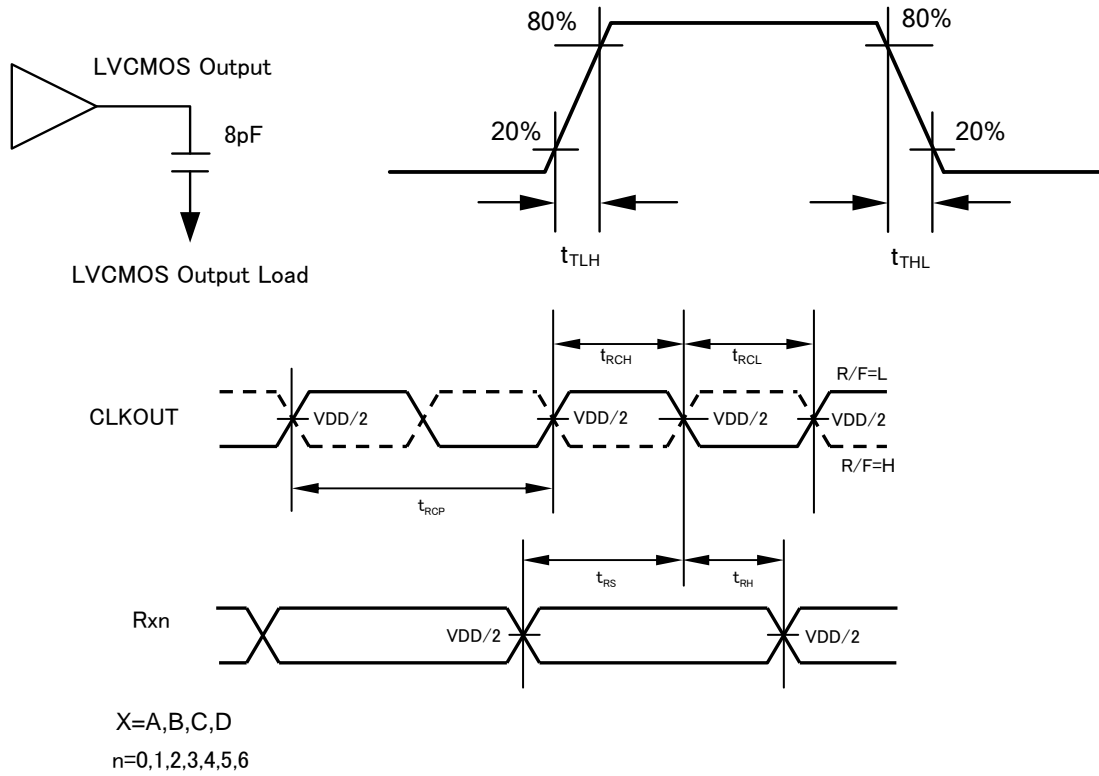 LVCMOS Output
8pF
LVCMOS Output Load
80%
80%
20%
20%
tTLH
tTHL
tRCH
tRCL
R/F=L
CLKOUT
VDD/2
VDD/2
VDD/2
VDD/2
R/F=H
tRCP
tRS
tRH
Rxn
VDD/2
VDD/2
X=A,B,C,D
n=0,1,2,3,4,5,6